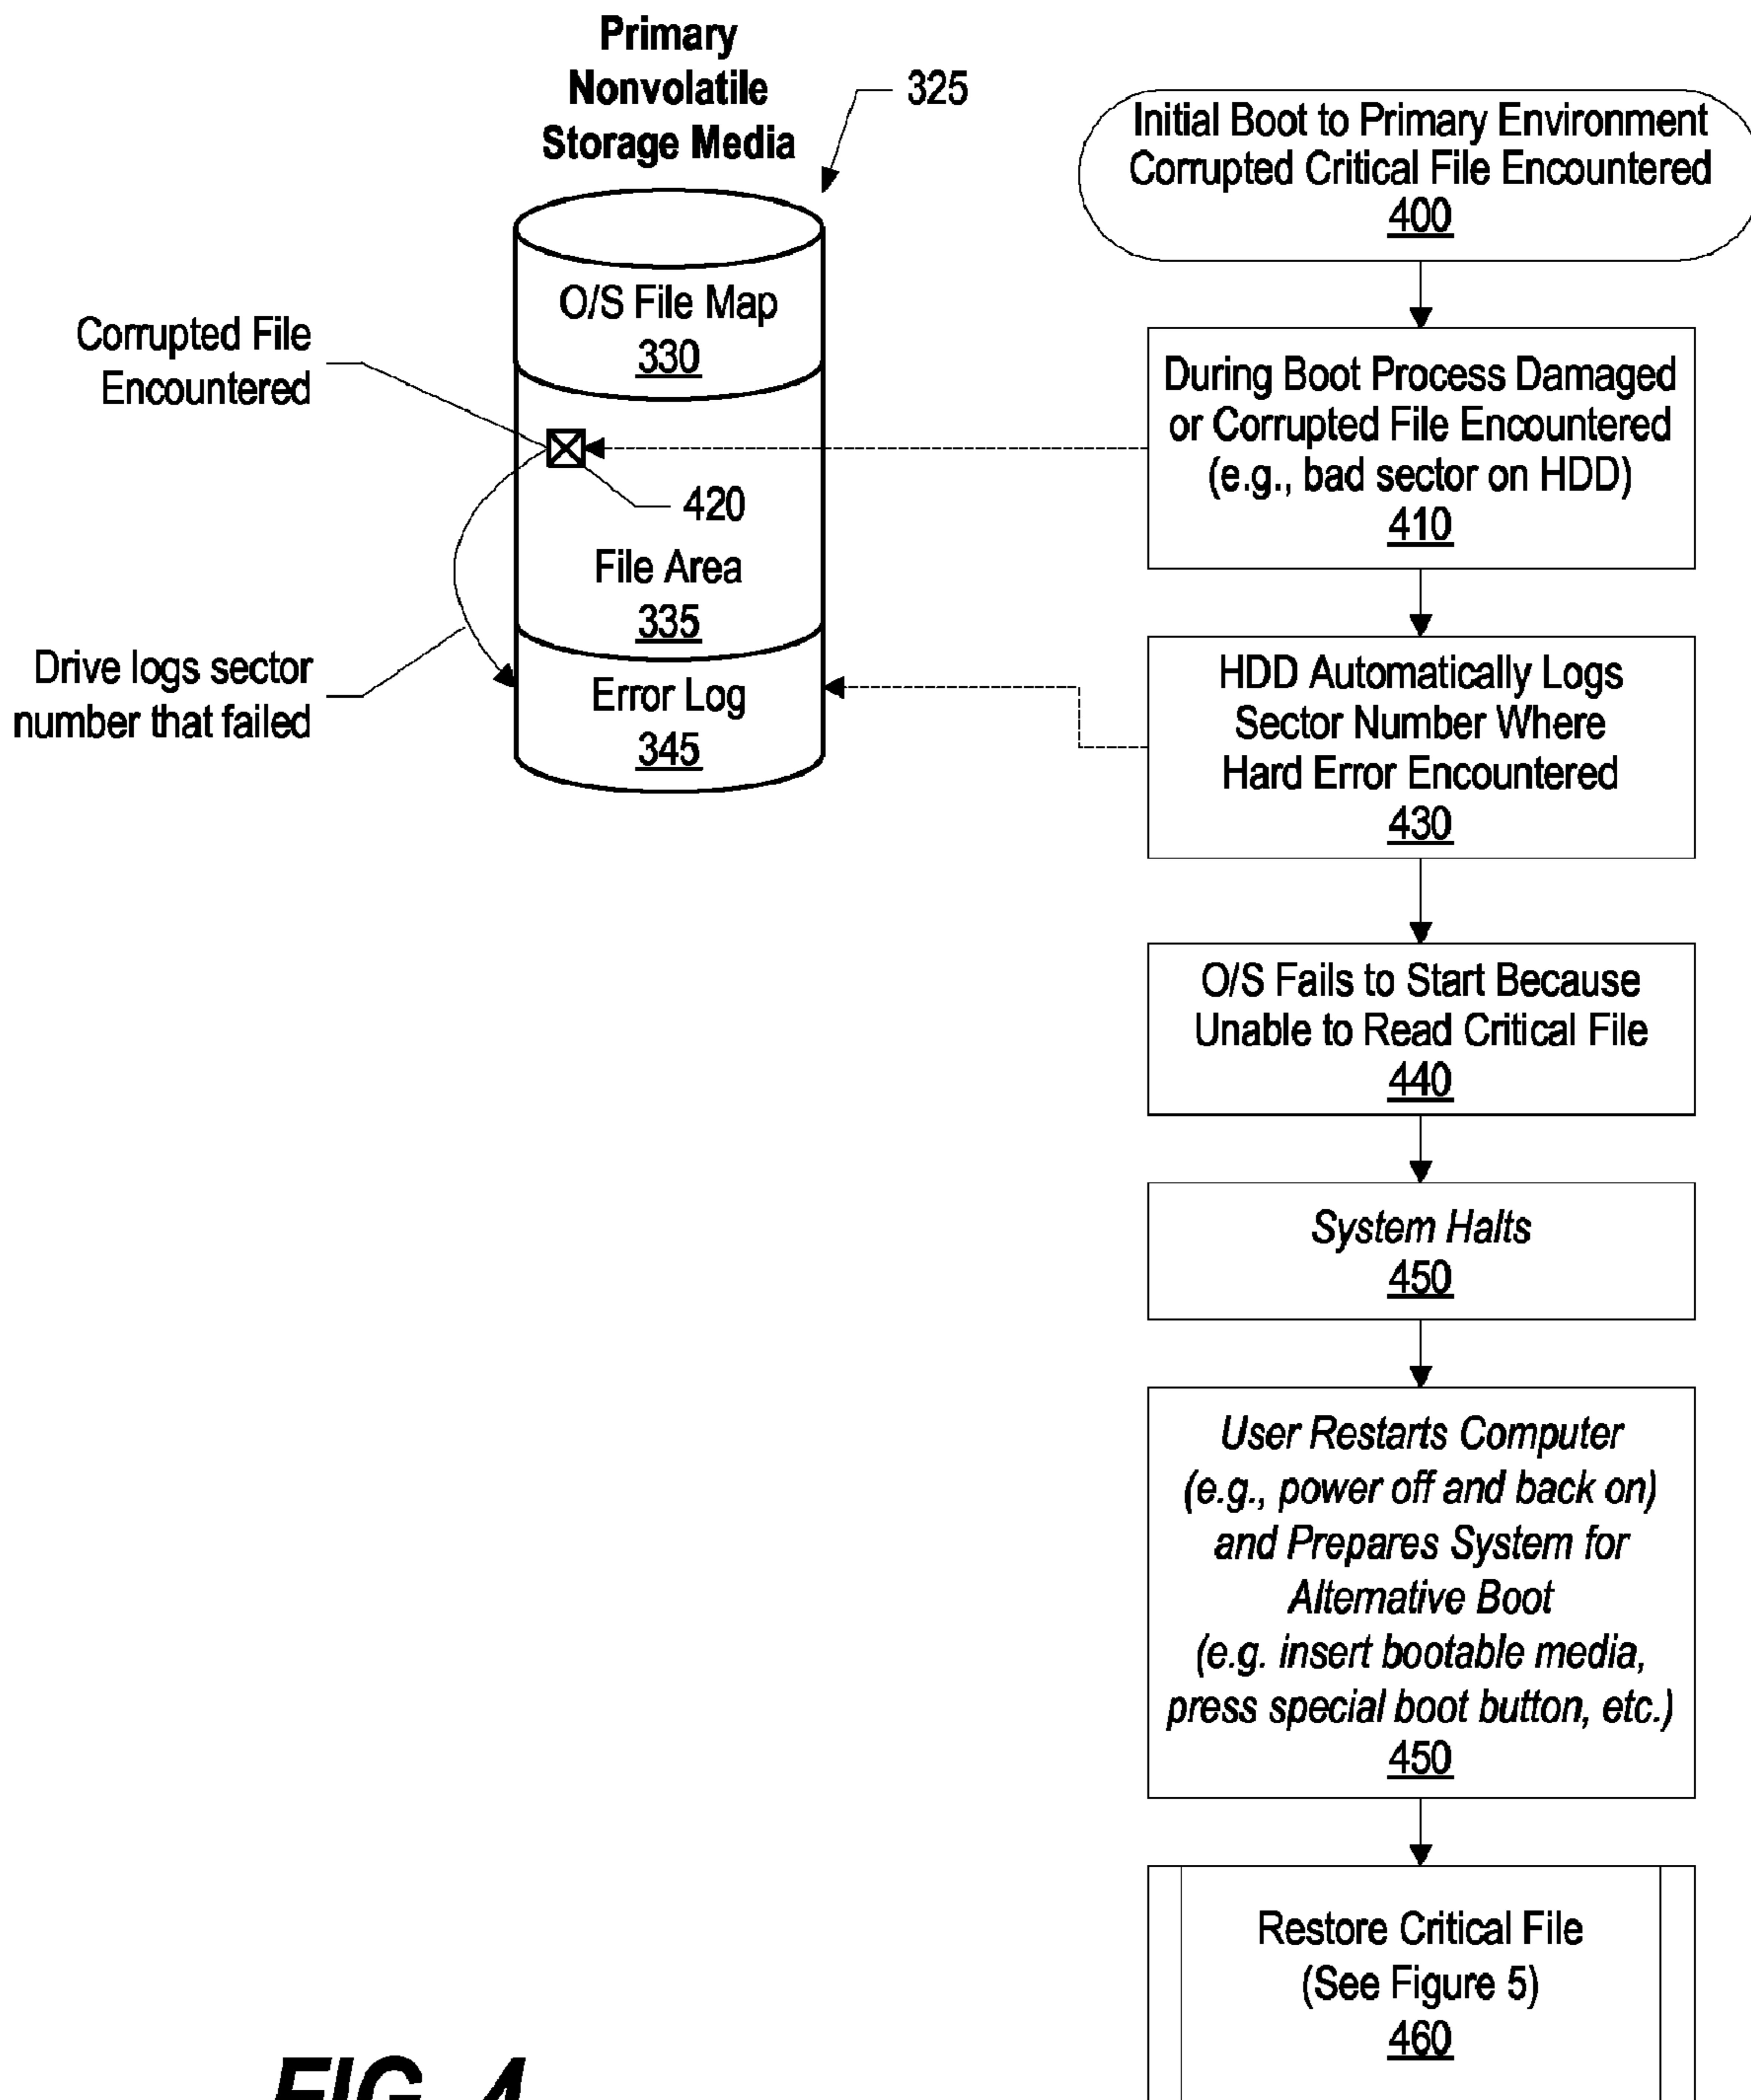 Primary
Nonvolatile
Storage Media
325
O/S File Map
330
Corrupted File
Encountered
420
File Area
335
Drive logs sector
number that failed
Error Log
345
Initial Boot to Primary Environment
Corrupted Critical File Encountered
400
During Boot Process Damaged
or Corrupted File Encountered
(e.g., bad sector on HDD)
410
HDD Automatically Logs
Sector Number Where
Hard Error Encountered
430
O/S Fails to Start Because
Unable to Read Critical File
440
System Halts
450
User Restarts Computer
(e.g., power off and back on)
and Prepares System for
Alternative Boot
(e.g. insert bootable media,
press special boot button, etc.)
450
Restore Critical File
(See Figure 5)
460
FIG. 4